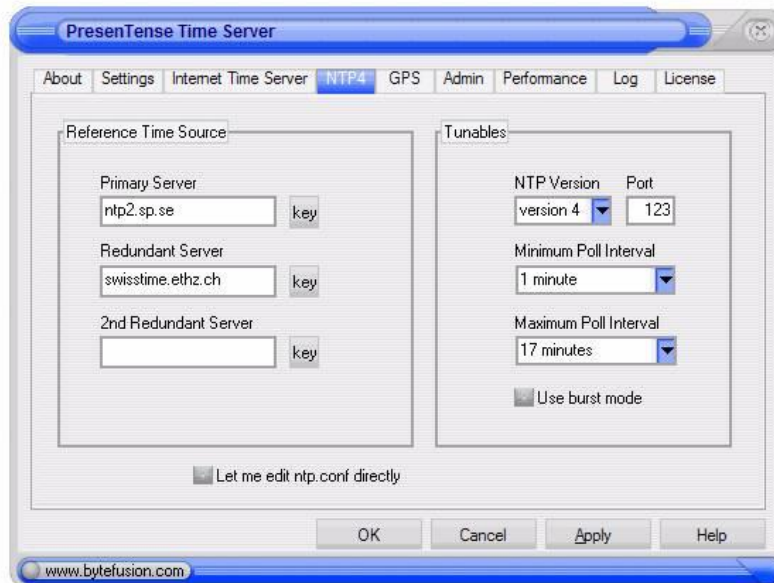 PresenTense Time Server
About Settings Internet Time Server NTP4 GPS Admin Performance Log License
Reference Time Source
Primary Server
ntp2.sp.se key
Redundant Server
swisstime.ethz.ch key
2nd Redundant Server
key
Let me edit ntp.conf directly
Tunables
NTP Version Port
version 4 123
Minimum Poll Interval
1 minute
Maximum Poll Interval
17 minutes
Use burst mode
OK Cancel Apply Help
www.bytefusion.com